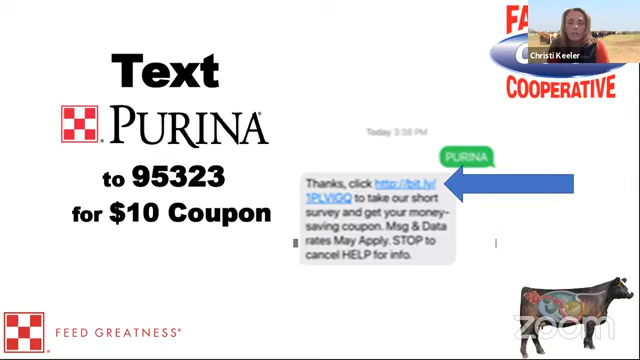 Text
PURINA
to 95323
for $10 Coupon
Today 3:38 PM
PURINA
Thanks, click http://bit.ly/
1PLVIGQ to take our short
survey and get your money-
saving coupon. Msg & Data
rates May Apply. STOP to
cancel HELP for info.
FA
Christi Keeler
COOPERATIVE
FEED GREATNESS®
zoom